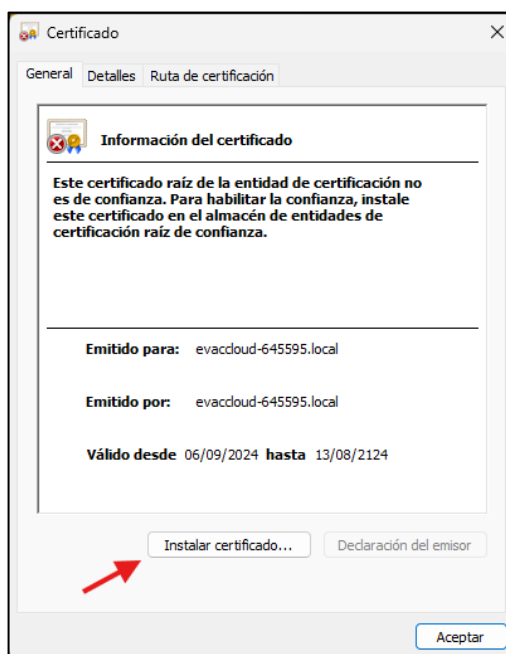 Certificado
General Detalles Ruta de certificación
Información del certificado
Este certificado raíz de la entidad de certificación no
es de confianza. Para habilitar la confianza, instale
este certificado en el almacén de entidades de
certificación raíz de confianza.
Emitido para: evaccloud-645595.local
Emitido por: evaccloud-645595.local
Válido desde 06/09/2024 hasta 13/08/2124
Instalar certificado... Declaración del emisor
Aceptar